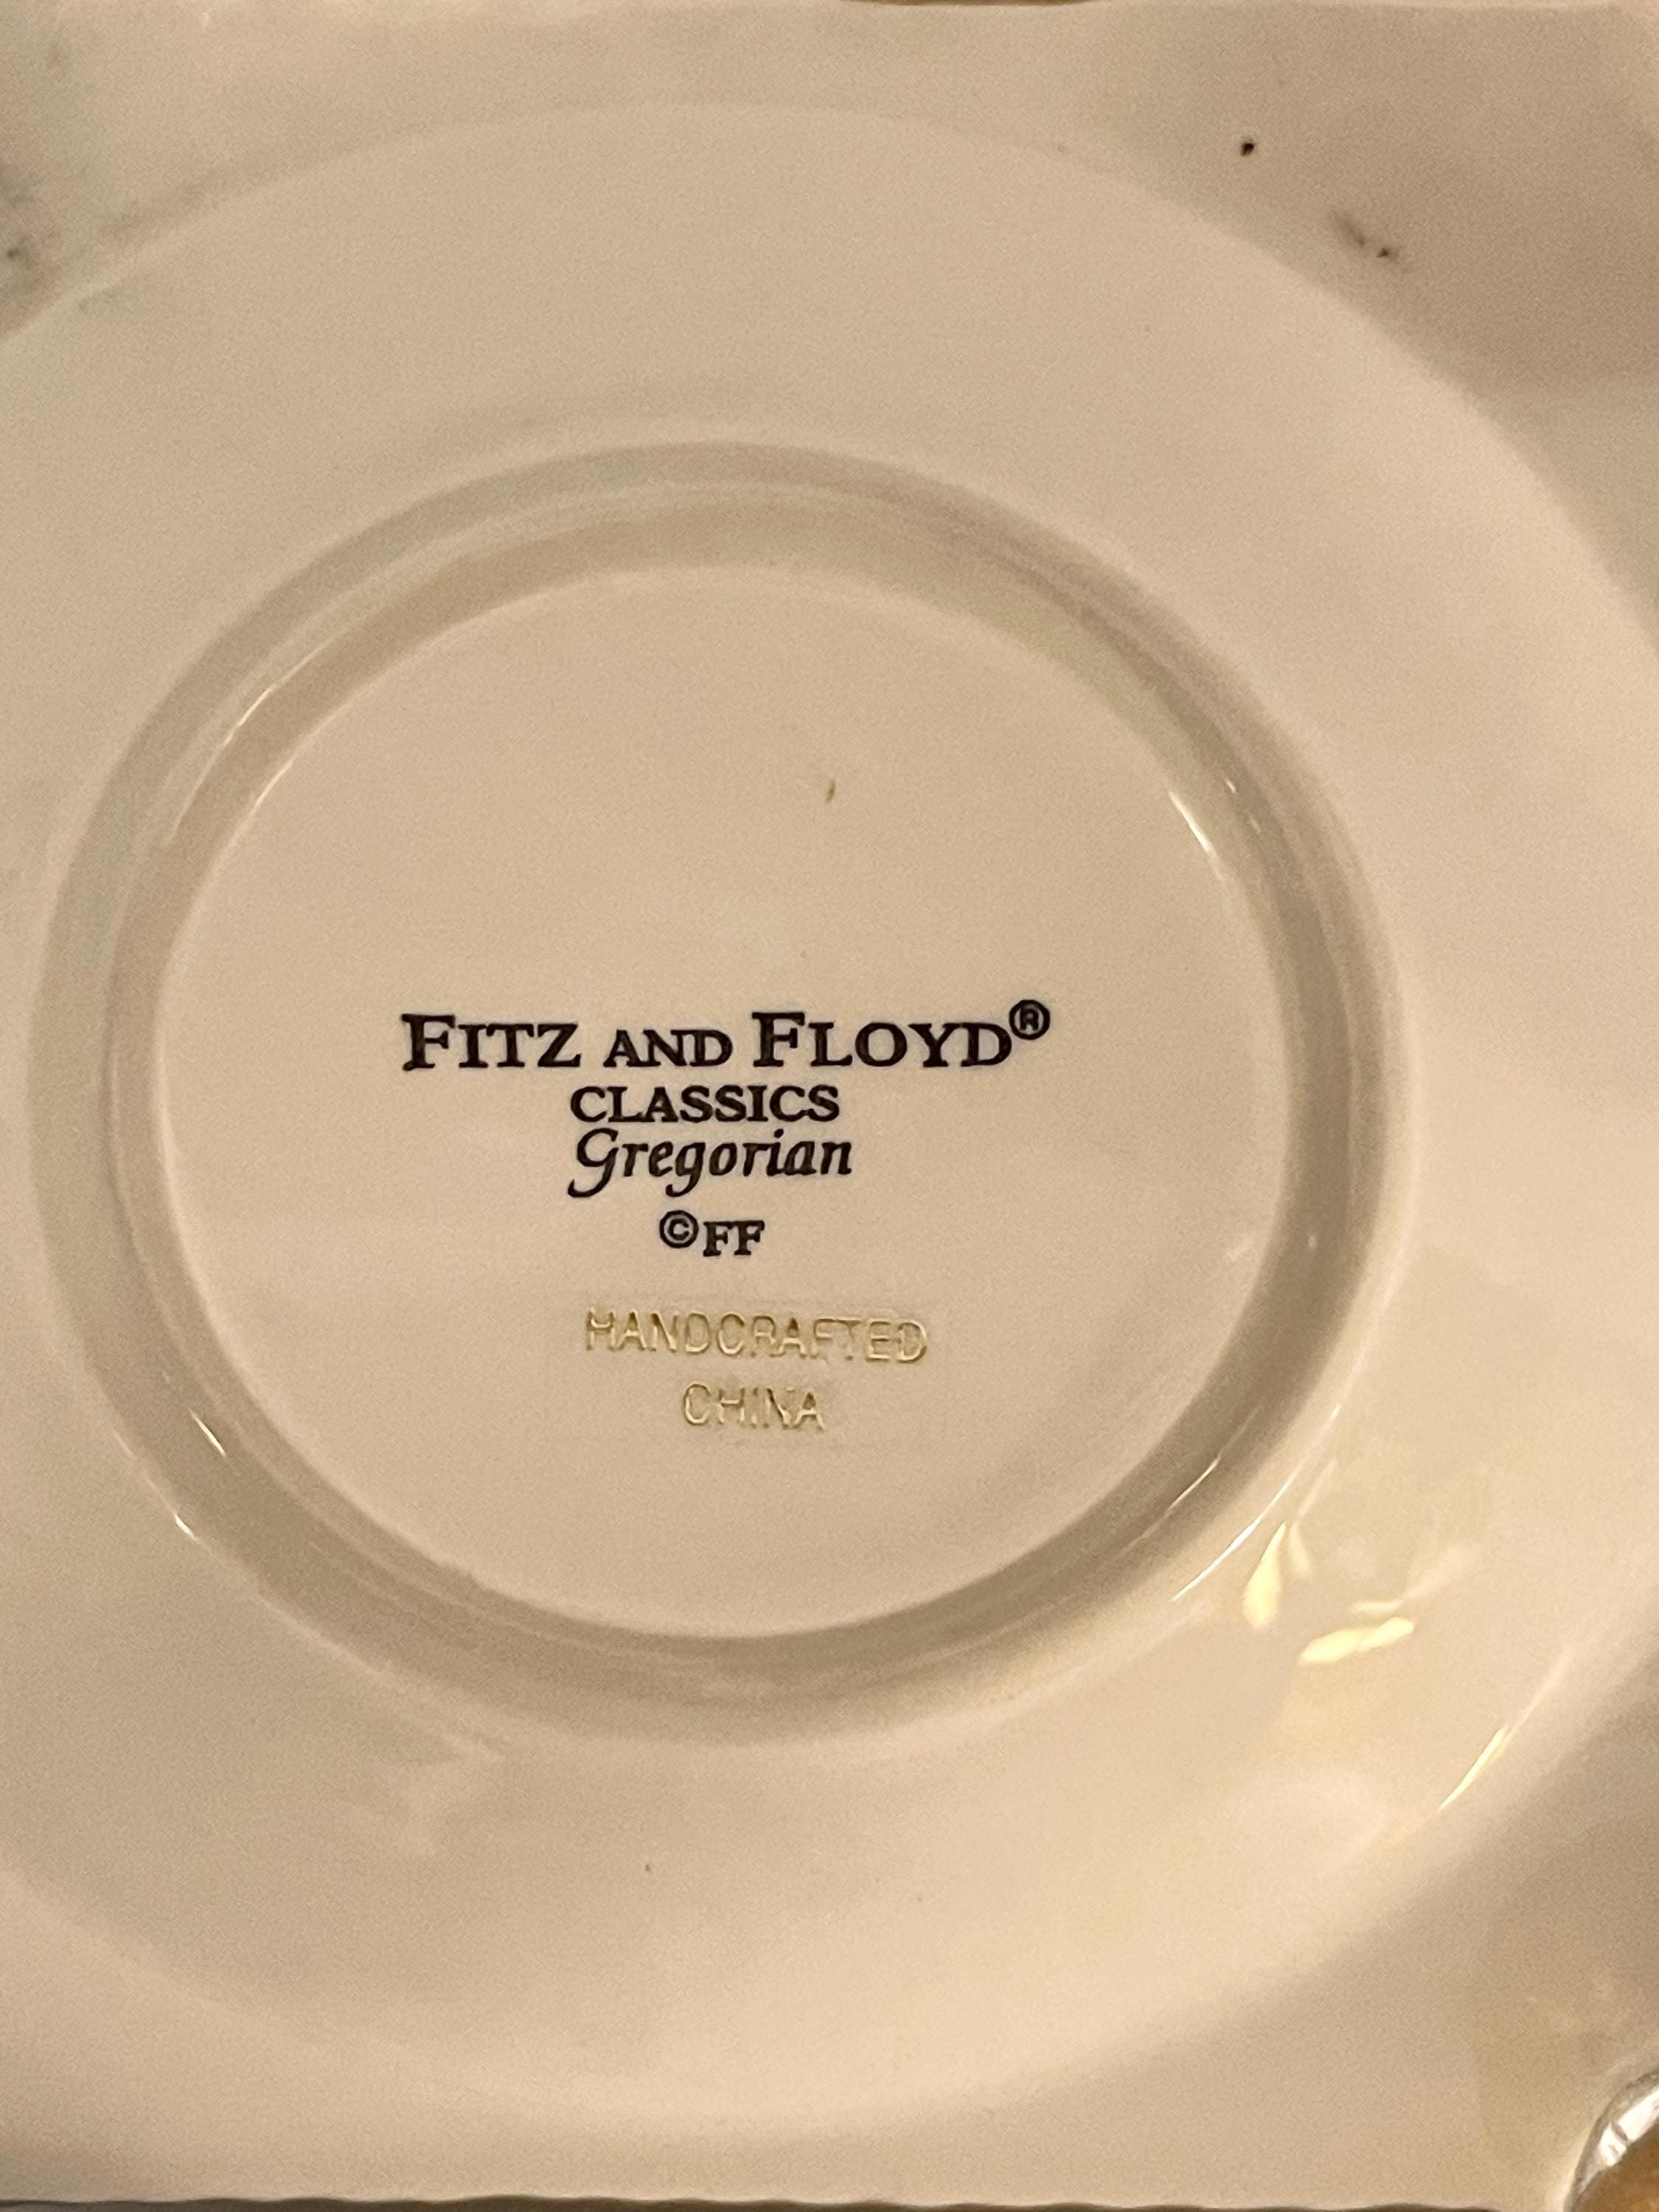 FITZ AND FLOYD®
CLASSICS
Gregorian
©FF
HANDCRAFTED
CHINA